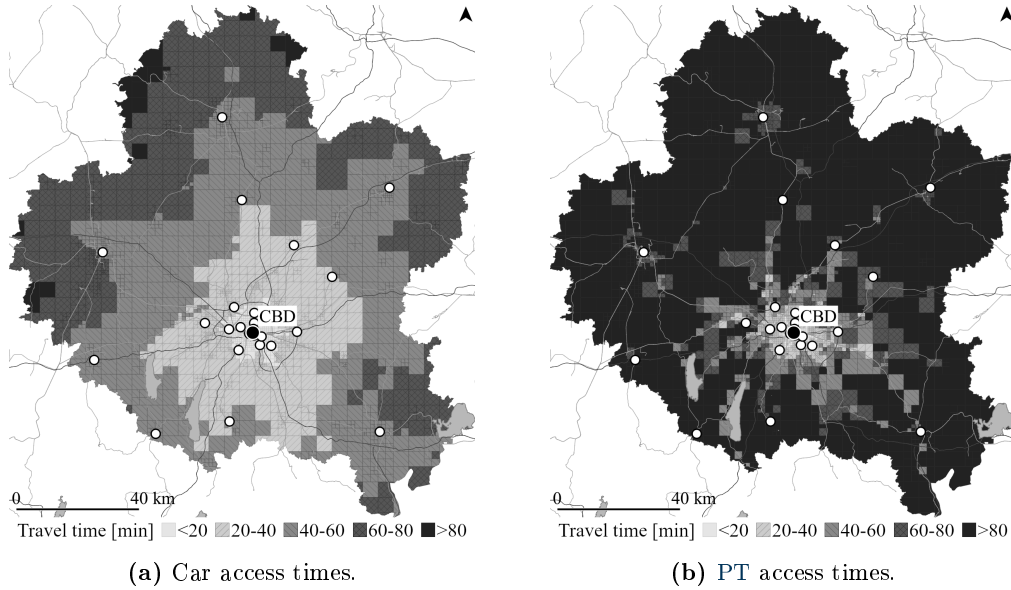 CBD
0 40 km
Travel time [min] <20 20-40 40-60 60-80 >80
(a) Car access times.
CBD
0 40 km
Travel time [min] <20 20-40 40-60 60-80 >80
(b) PT access times.